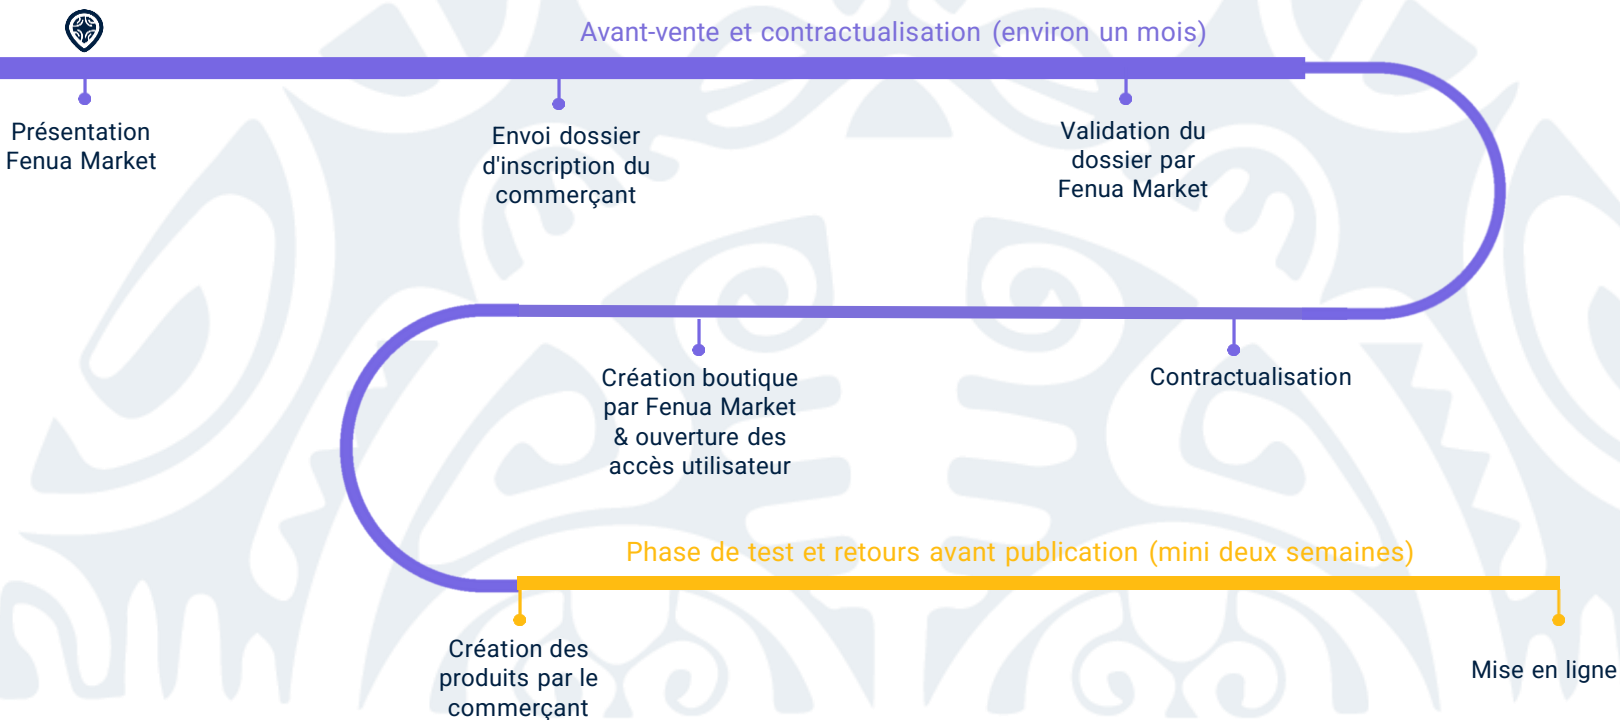 Avant-vente et contractualisation (environ un mois)
Présentation
Fenua Market
Envoi dossier
d'inscription du
commerçant
Validation du
dossier par
Fenua Market
Contractualisation
Création boutique
par Fenua Market
& ouverture des
accès utilisateur
Phase de test et retours avant publication (mini deux semaines)
Création des
produits par le
commerçant
Mise en ligne